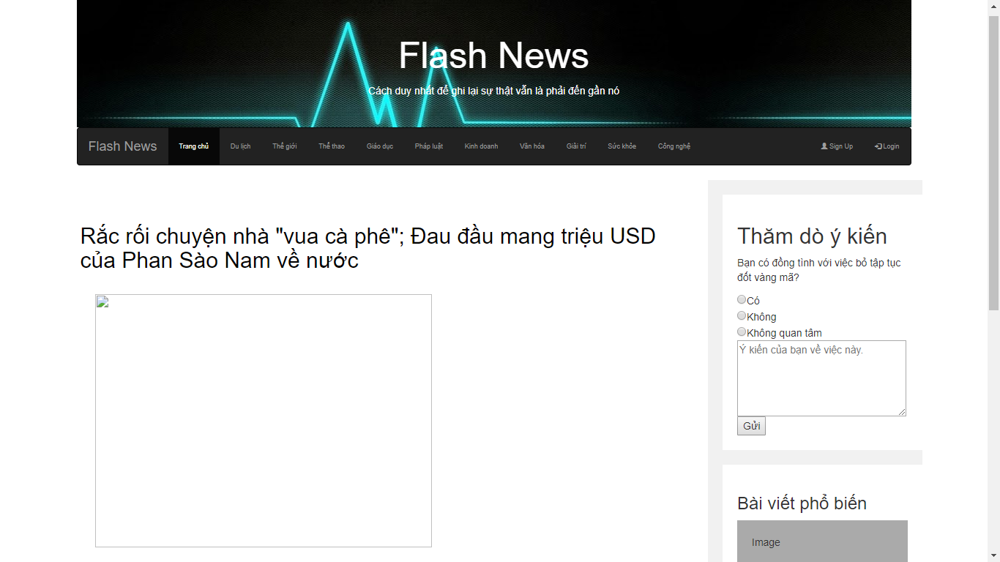 Flash News
Cách duy nhất để ghi lại sự thật vẫn là phải đến gần nó
Flash News Trang chủ Du lịch Thế giới Thể thao Giáo dục Pháp luật Kinh doanh Văn hóa Giải trí Sức khỏe Công nghệ Sign Up Login
Rắc rối chuyện nhà "vua cà phê"; Đau đầu mang triệu USD
của Phan Sào Nam về nước
Thăm dò ý kiến
Bạn có đồng tình với việc bỏ tập tục
đốt vàng mã?
Có
Không
Không quan tâm
Ý kiến của bạn về việc này.
Gửi
Bài viết phổ biến
Image